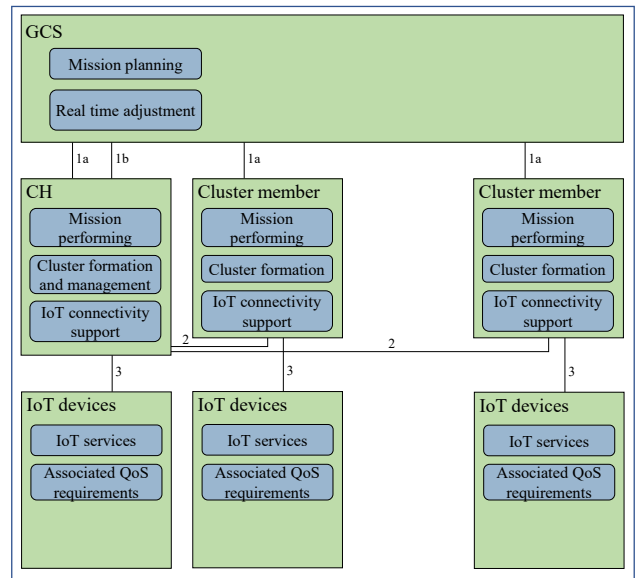 GCS
Mission planning
Real time adjustment
1a
1b
1a
1a
CH
Mission
performing
Cluster formation
and management
IoT connectivity
support
Cluster member
Mission
performing
Cluster formation
IoT connectivity
support
Cluster member
Mission
performing
Cluster formation
IoT connectivity
support
2
2
3
3
3
IoT devices
IoT services
Associated QoS
requirements
IoT devices
IoT services
Associated QoS
requirements
IoT devices
IoT services
Associated QoS
requirements